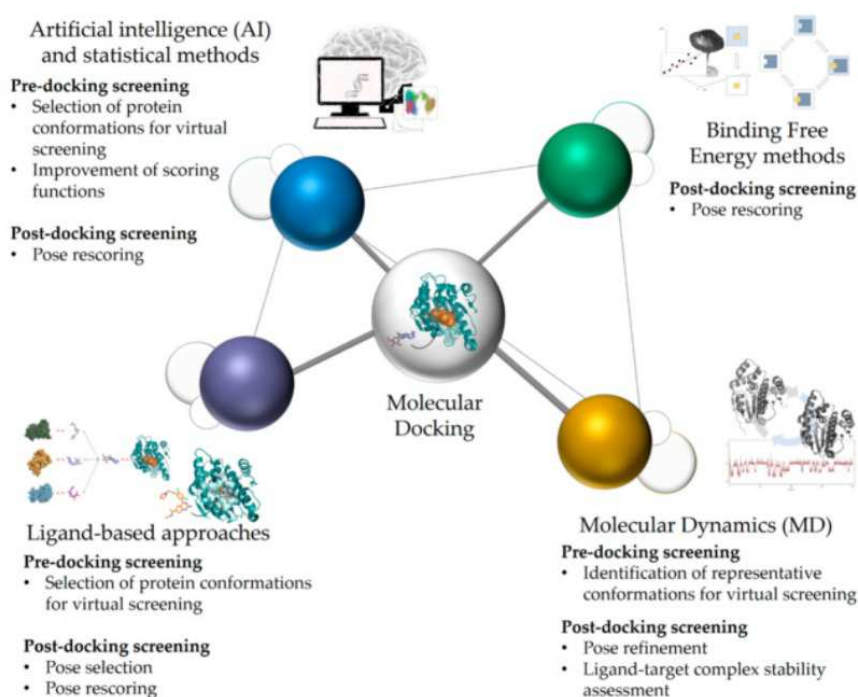 Artificial intelligence (AI)
and statistical methods
Pre-docking screening
• Selection of protein
conformations for virtual
screening
• Improvement of scoring
functions
Post-docking screening
• Pose rescoring
Binding Free
Energy methods
Post-docking screening
• Pose rescoring
Molecular
Docking
Ligand-based approaches
Pre-docking screening
• Selection of protein conformations
for virtual screening
Post-docking screening
• Pose selection
• Pose rescoring
Molecular Dynamics (MD)
Pre-docking screening
• Identification of representative
conformations for virtual screening
Post-docking screening
• Pose refinement
• Ligand-target complex stability
assessment